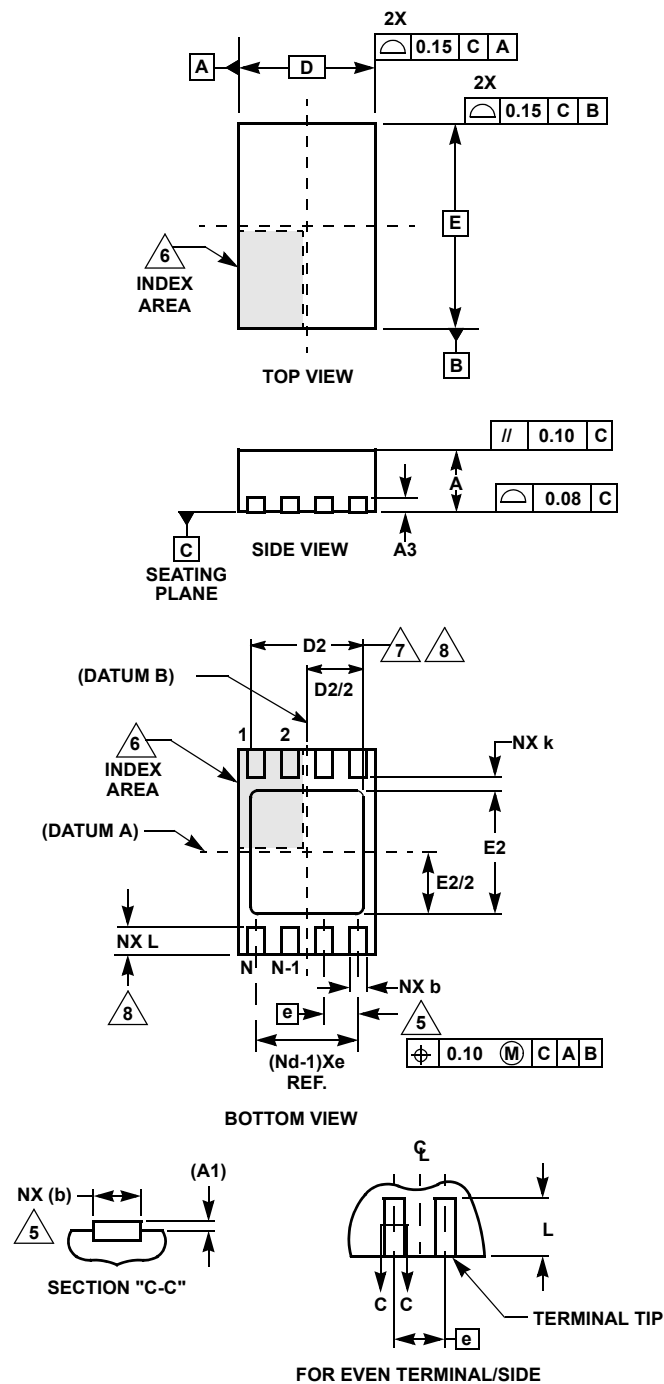 2X
⌓ 0.15 C A
A
D
2X
⌓ 0.15 C B
E
6
INDEX
AREA
B
TOP VIEW
// 0.10 C
A
⌓ 0.08 C
C
SIDE VIEW
A3
SEATING
PLANE
D2
7
8
(DATUM B)
D2/2
6
1
2
NX k
INDEX
AREA
(DATUM A)
E2
E2/2
NX L
N
N-1
NX b
8
e
5
(Nd-1)Xe
REF.
⌖ 0.10 Ⓜ C A B
BOTTOM VIEW
(A1)
NX (b)
5
SECTION "C-C"
℄
L
C
C
TERMINAL TIP
e
FOR EVEN TERMINAL/SIDE